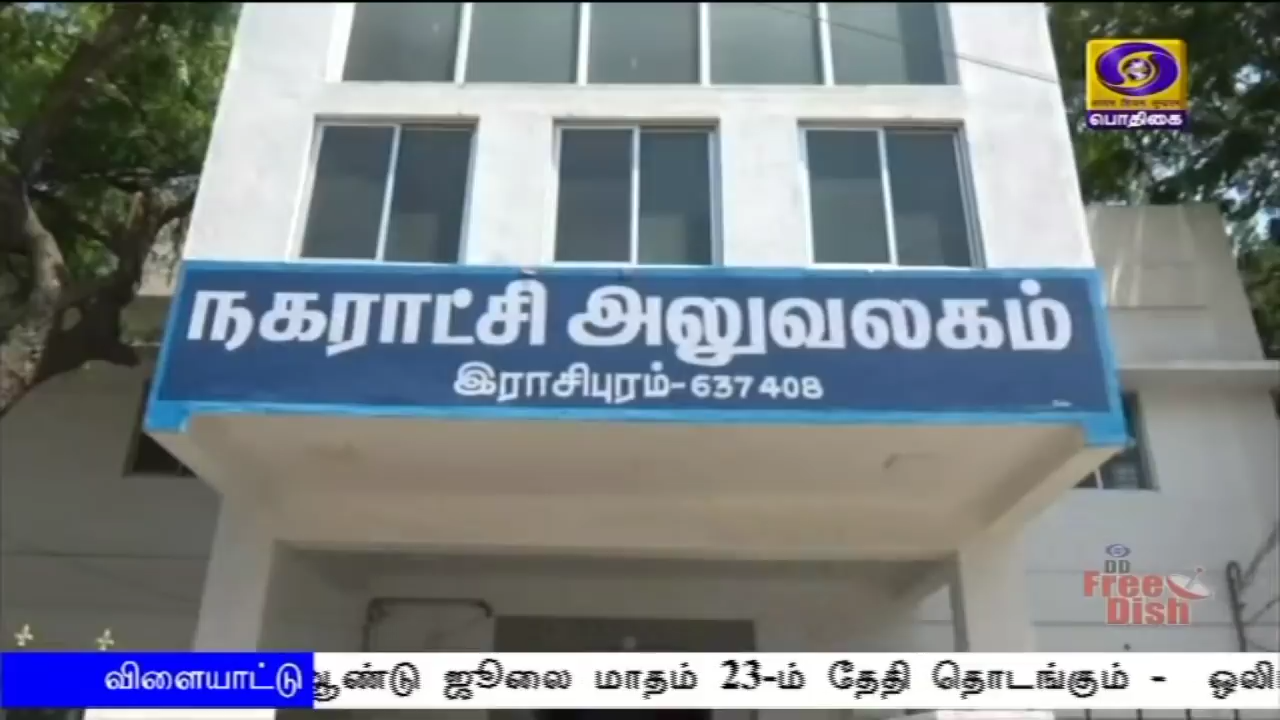 பொதிகை
நகராட்சி அலுவலகம்
இராசிபுரம்-637408
DD
Free
Dish
விளையாட்டு
ஆண்டு ஜூலை மாதம் 23-ம் தேதி தொடங்கும் -